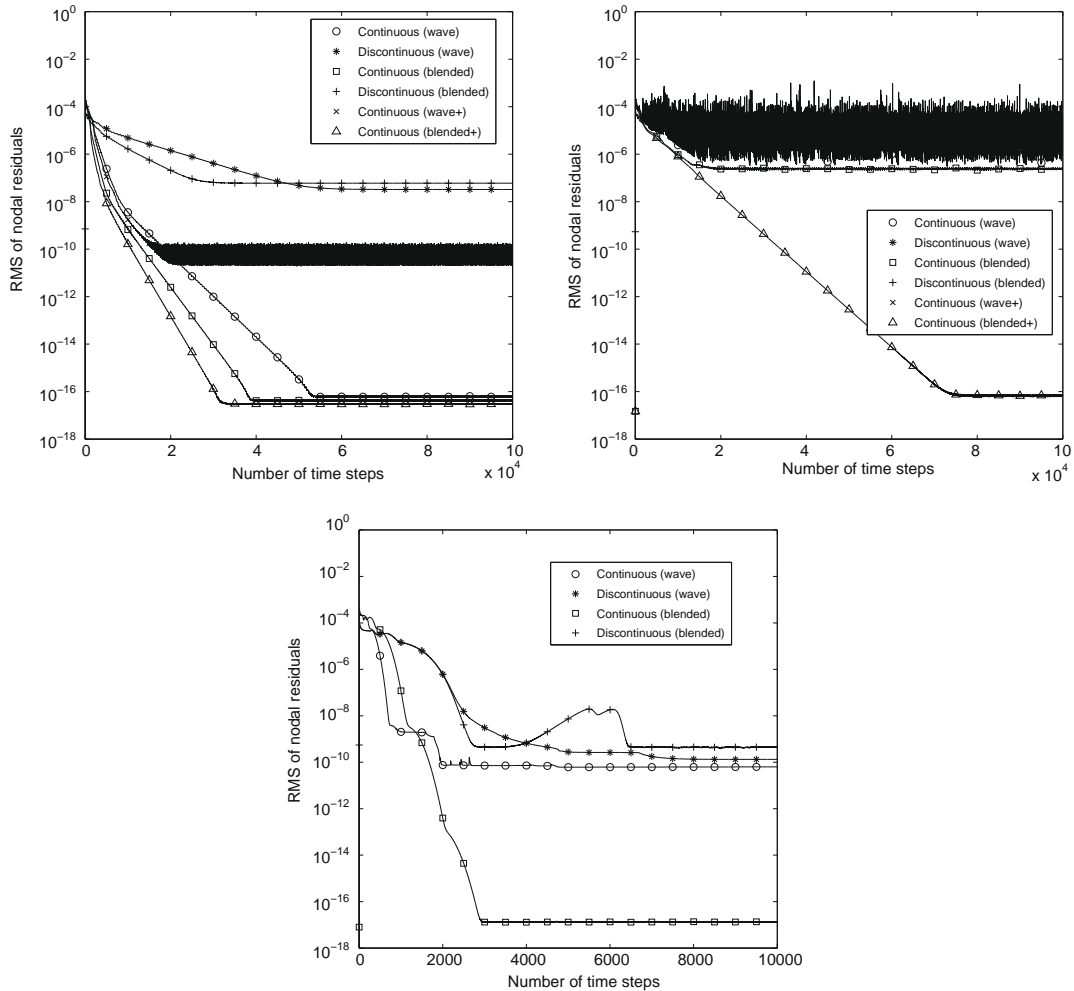 10^0
10^−2
10^−4
10^−6
10^−8
10^−10
10^−12
10^−14
10^−16
10^−18
RMS of nodal residuals
Continuous (wave)
Discontinuous (wave)
Continuous (blended)
Discontinuous (blended)
Continuous (wave+)
Continuous (blended+)
0 2 4 6 8 10
x 10^4
Number of time steps
10^0
10^−2
10^−4
10^−6
10^−8
10^−10
10^−12
10^−14
10^−16
10^−18
RMS of nodal residuals
Continuous (wave)
Discontinuous (wave)
Continuous (blended)
Discontinuous (blended)
Continuous (wave+)
Continuous (blended+)
0 2 4 6 8 10
x 10^4
Number of time steps
10^0
10^−2
10^−4
10^−6
10^−8
10^−10
10^−12
10^−14
10^−16
10^−18
RMS of nodal residuals
Continuous (wave)
Discontinuous (wave)
Continuous (blended)
Discontinuous (blended)
0 2000 4000 6000 8000 10000
Number of time steps